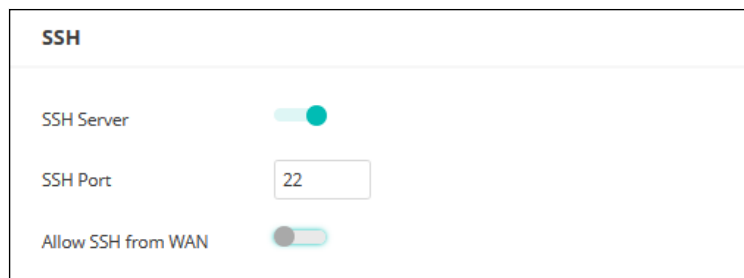 SSH
SSH Server
SSH Port 22
Allow SSH from WAN